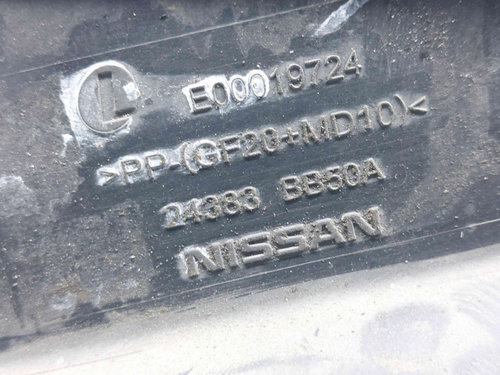 L E00019724
>PP-(GF20+MD10)<
24383 BB50A
NISSAN